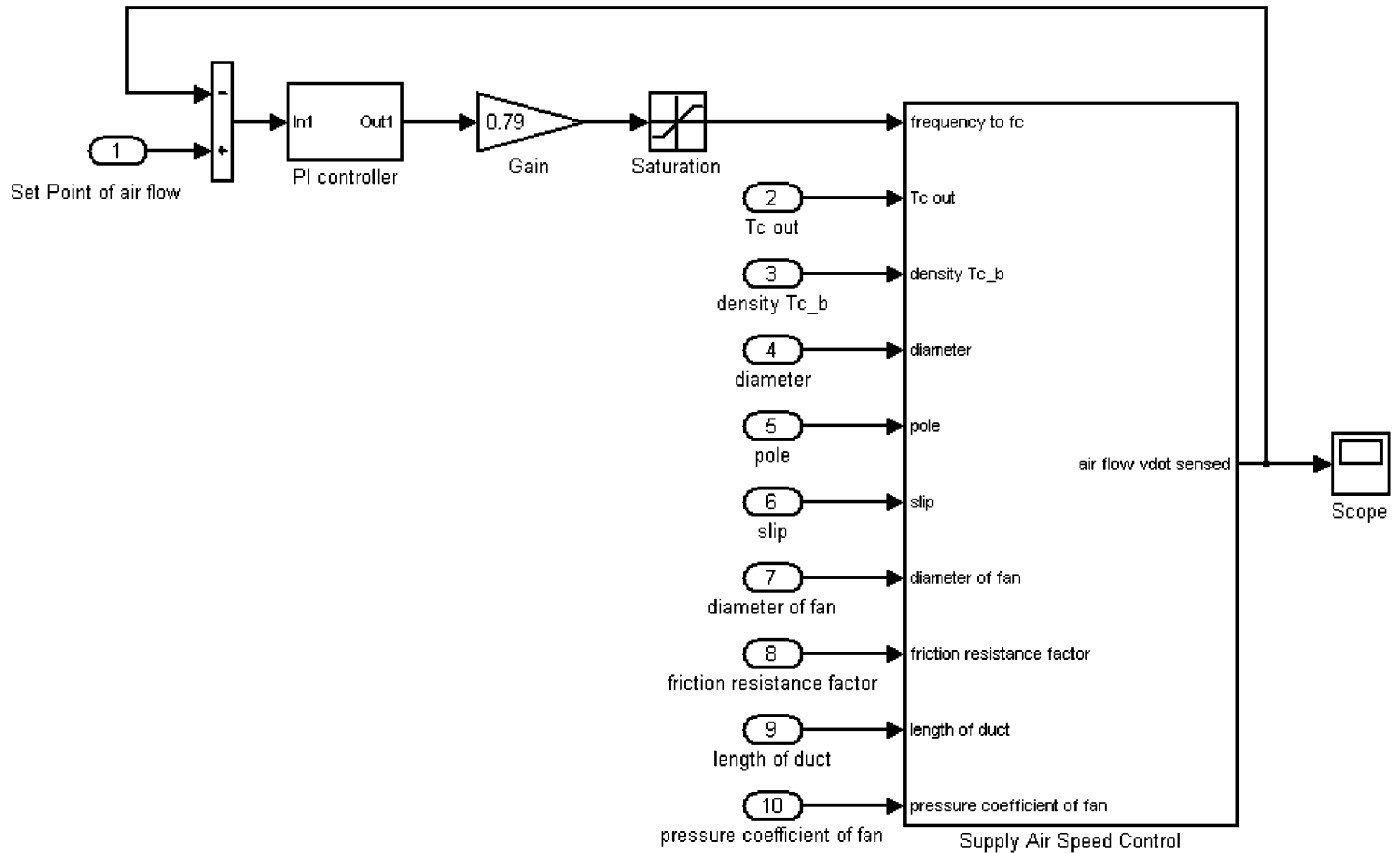 -
+
1
Set Point of air flow
In1 Out1
PI controller
0.79
Gain
Saturation
frequency to fc
2
Tc out
Tc out
3
density Tc_b
density Tc_b
4
diameter
diameter
5
pole
pole
6
slip
slip
7
diameter of fan
diameter of fan
8
friction resistance factor
friction resistance factor
9
length of duct
length of duct
10
pressure coefficient of fan
pressure coefficient of fan
air flow vdot sensed
Supply Air Speed Control
Scope